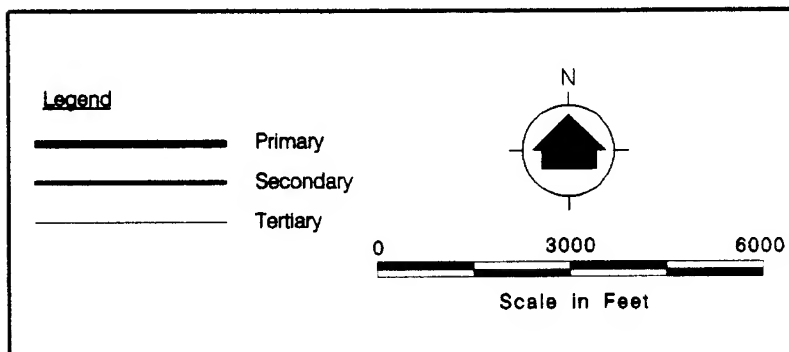 Legend
Primary
Secondary
Tertiary
N
0 3000 6000
Scale in Feet